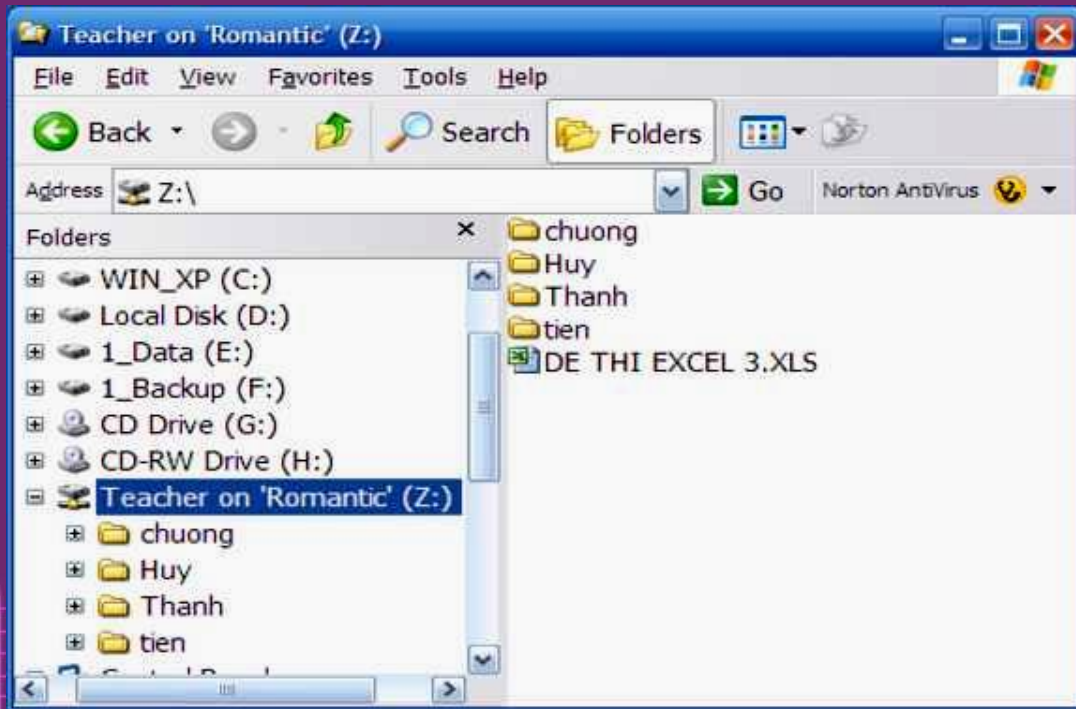 Teacher on 'Romantic' (Z:)
File Edit View Favorites Tools Help
Back Search Folders
Address Z:\ Go Norton AntiVirus
Folders
WIN_XP (C:)
Local Disk (D:)
1_Data (E:)
1_Backup (F:)
CD Drive (G:)
CD-RW Drive (H:)
Teacher on 'Romantic' (Z:)
chuong
Huy
Thanh
tien
chuong
Huy
Thanh
tien
DE THI EXCEL 3.XLS